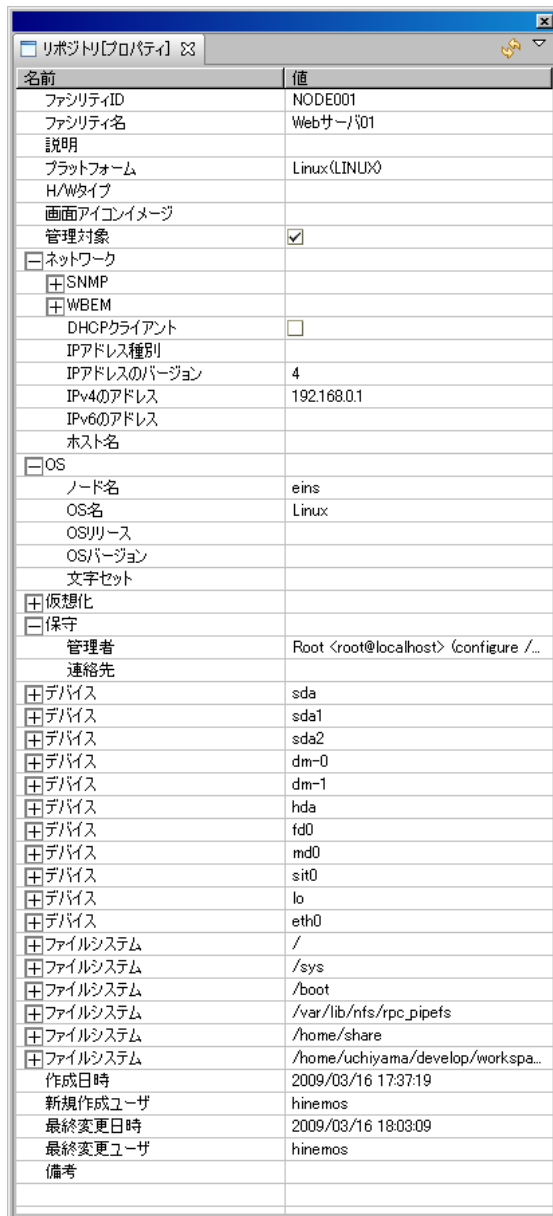 リポジトリ[プロパティ]
名前 値
ファシリティID NODE001
ファシリティ名 Webサーバ01
説明
プラットフォーム Linux(LINUX)
H/Wタイプ
画面アイコンイメージ
管理対象
ネットワーク
SNMP
WBEM
DHCPクライアント
IPアドレス種別
IPアドレスのバージョン 4
IPv4のアドレス 192.168.0.1
IPv6のアドレス
ホスト名
OS
ノード名 eins
OS名 Linux
OSリリース
OSバージョン
文字セット
仮想化
保守
管理者 Root <root@localhost> (configure /...
連絡先
デバイス sda
デバイス sda1
デバイス sda2
デバイス dm-0
デバイス dm-1
デバイス hda
デバイス fd0
デバイス md0
デバイス sit0
デバイス lo
デバイス eth0
ファイルシステム /
ファイルシステム /sys
ファイルシステム /boot
ファイルシステム /var/lib/nfs/rpc_pipefs
ファイルシステム /home/share
ファイルシステム /home/uchiyama/develop/workspa...
作成日時 2009/03/16 17:37:19
新規作成ユーザ hinemos
最終変更日時 2009/03/16 18:03:09
最終変更ユーザ hinemos
備考